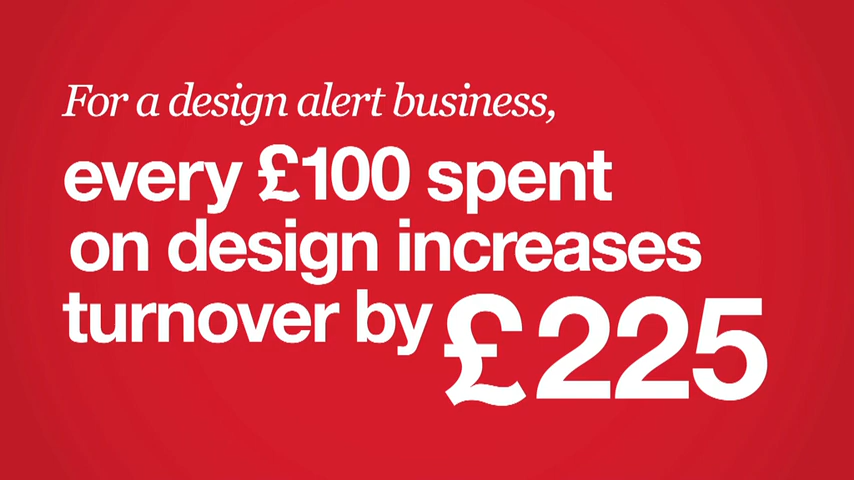 For a design alert business,
every £100 spent
on design increases
turnover by £225